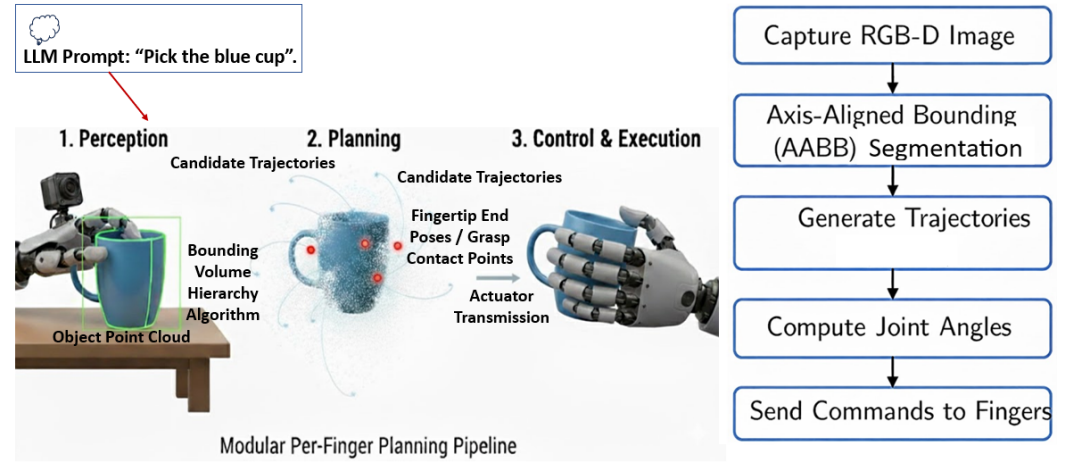 LLM Prompt: “Pick the blue cup”.
1. Perception
2. Planning
3. Control & Execution
Candidate Trajectories
Candidate Trajectories
Bounding
Volume
Hierarchy
Algorithm
Fingertip End
Poses / Grasp
Contact Points
Actuator
Transmission
Object Point Cloud
Modular Per-Finger Planning Pipeline
Capture RGB-D Image
Axis-Aligned Bounding
(AABB) Segmentation
Generate Trajectories
Compute Joint Angles
Send Commands to Fingers